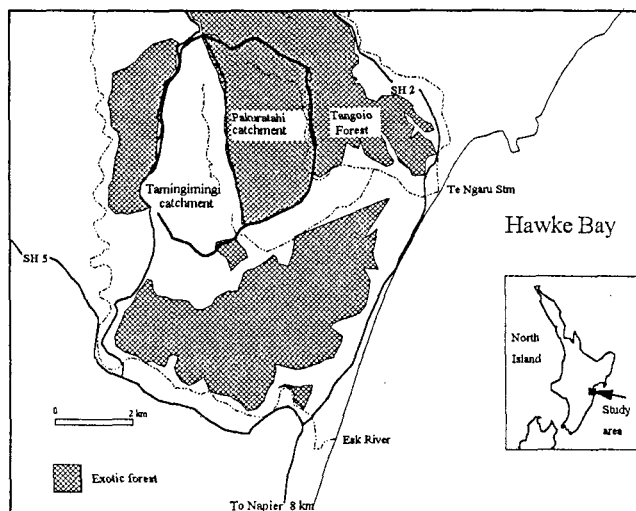 SH 2
Pakuratahi
catchment
Tangoio
Forest
Tamingimingi
catchment
Te Ngaru Stm
Hawke Bay
SH 5
North
Island
Study
area
0 2 km
Esk River
Exotic forest
To Napier 8 km